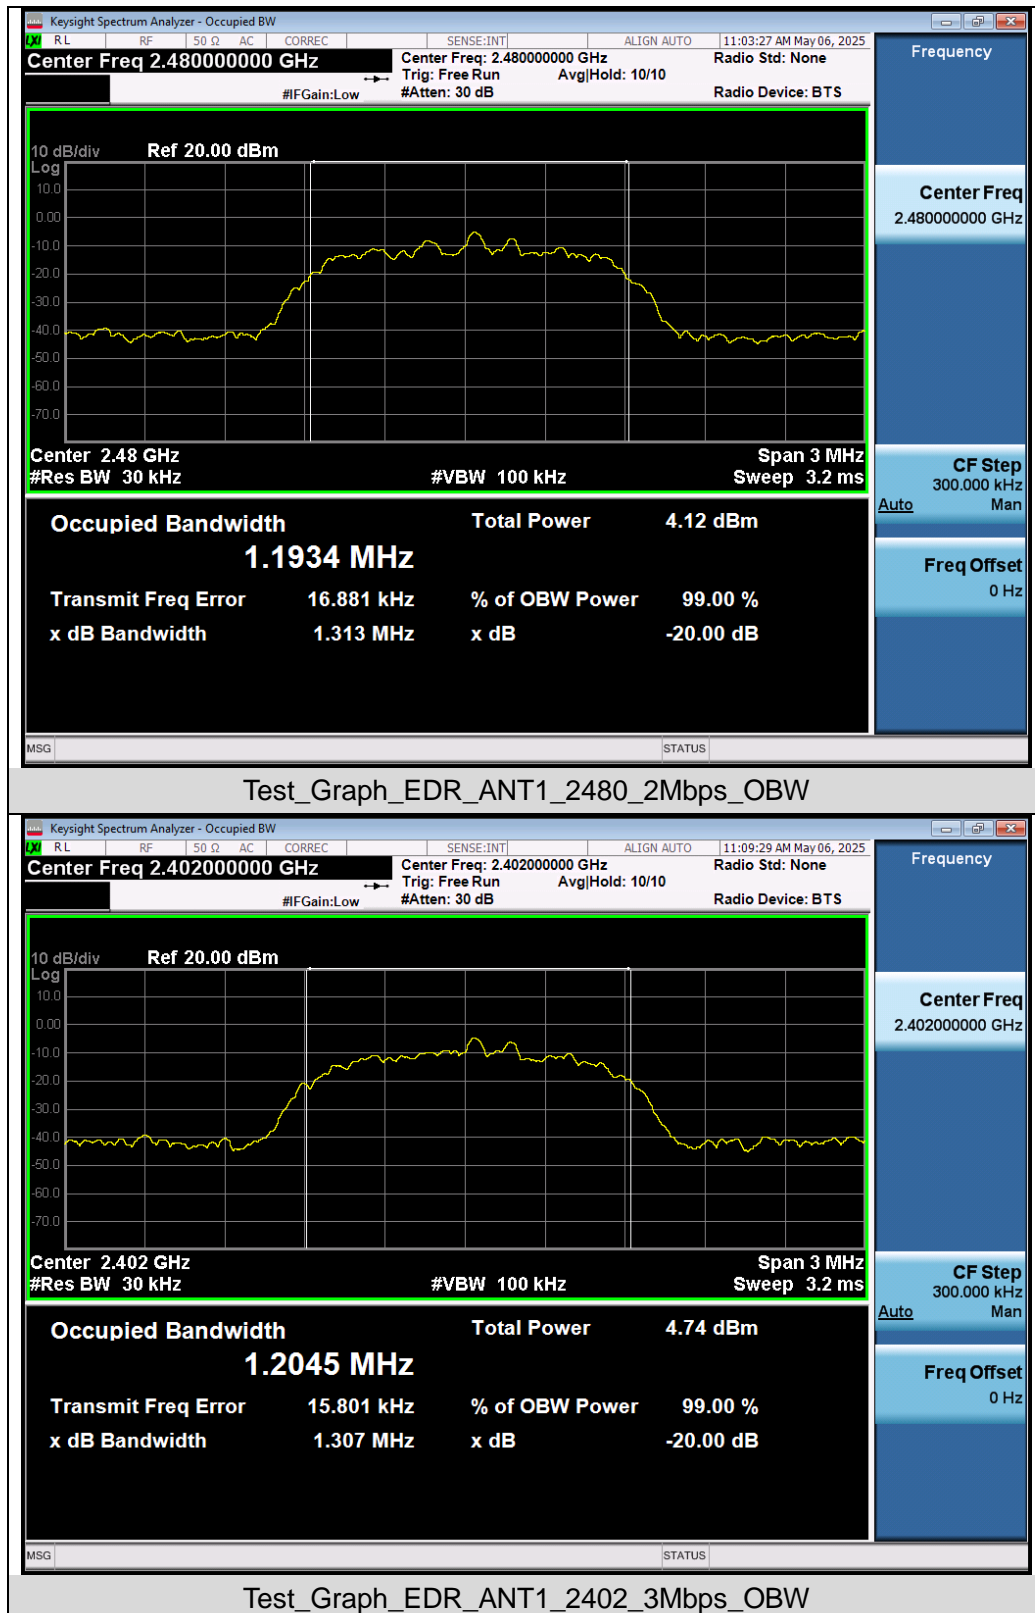 Keysight Spectrum Analyzer - Occupied BW
LXI RL RF 50 Ω AC CORREC SENSE:INT ALIGN AUTO 11:03:27 AM May 06, 2025
Center Freq 2.480000000 GHz
Center Freq: 2.480000000 GHz
Radio Std: None
Trig: Free Run Avg|Hold: 10/10
#IFGain:Low
#Atten: 30 dB
Radio Device: BTS
Frequency
10 dB/div Ref 20.00 dBm
Log
10.0
0.00
-10.0
-20.0
-30.0
-40.0
-50.0
-60.0
-70.0
Center 2.48 GHz Span 3 MHz
#Res BW 30 kHz #VBW 100 kHz Sweep 3.2 ms
Center Freq
2.480000000 GHz
CF Step
300.000 kHz
Auto Man
Freq Offset
0 Hz
Occupied Bandwidth Total Power 4.12 dBm
1.1934 MHz
Transmit Freq Error 16.881 kHz % of OBW Power 99.00 %
x dB Bandwidth 1.313 MHz x dB -20.00 dB
MSG STATUS
Test_Graph_EDR_ANT1_2480_2Mbps_OBW
Keysight Spectrum Analyzer - Occupied BW
LXI RL RF 50 Ω AC CORREC SENSE:INT ALIGN AUTO 11:09:29 AM May 06, 2025
Center Freq 2.402000000 GHz
Center Freq: 2.402000000 GHz
Radio Std: None
Trig: Free Run Avg|Hold: 10/10
#IFGain:Low
#Atten: 30 dB
Radio Device: BTS
Frequency
10 dB/div Ref 20.00 dBm
Log
10.0
0.00
-10.0
-20.0
-30.0
-40.0
-50.0
-60.0
-70.0
Center 2.402 GHz Span 3 MHz
#Res BW 30 kHz #VBW 100 kHz Sweep 3.2 ms
Center Freq
2.402000000 GHz
CF Step
300.000 kHz
Auto Man
Freq Offset
0 Hz
Occupied Bandwidth Total Power 4.74 dBm
1.2045 MHz
Transmit Freq Error 15.801 kHz % of OBW Power 99.00 %
x dB Bandwidth 1.307 MHz x dB -20.00 dB
MSG STATUS
Test_Graph_EDR_ANT1_2402_3Mbps_OBW